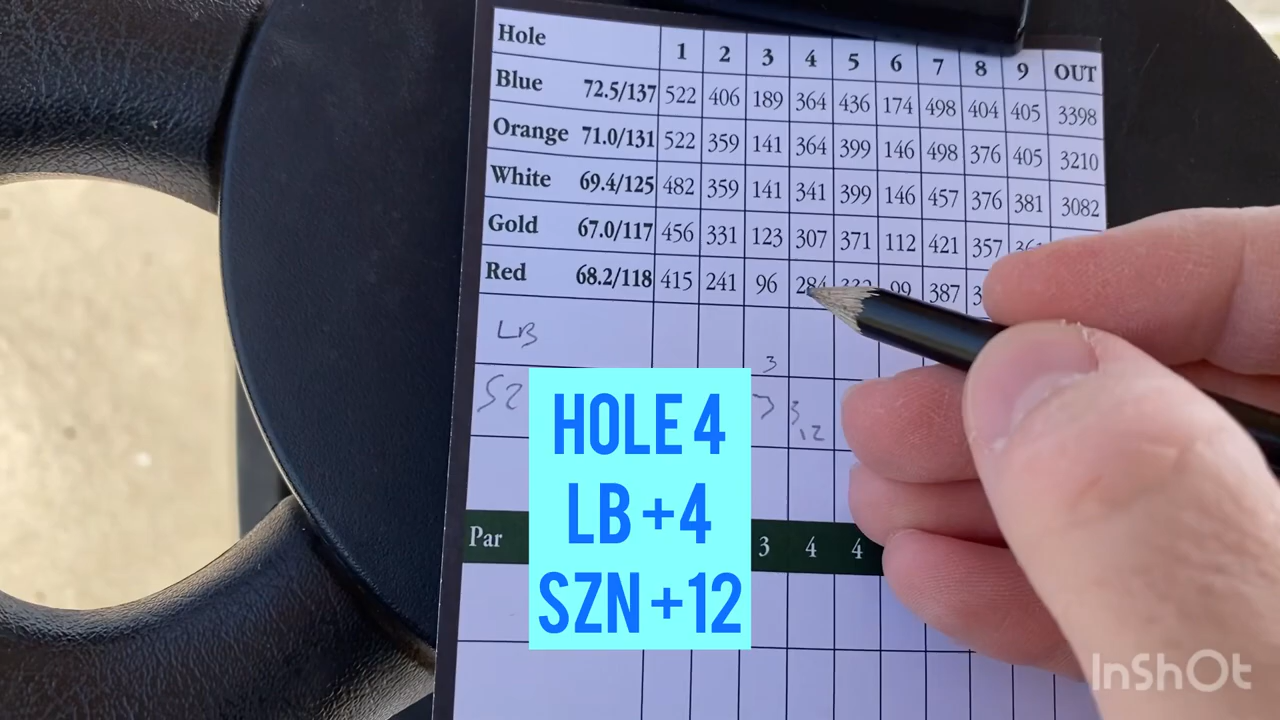 Hole 1 2 3 4 5 6 7 8 9 OUT
Blue 72.5/137 522 406 189 364 436 174 498 404 405 3398
Orange 71.0/131 522 359 141 364 399 146 498 376 405 3210
White 69.4/125 482 359 141 341 399 146 457 376 381 3082
Gold 67.0/117 456 331 123 307 371 112 421 357
Red 68.2/118 415 241 96 284 99 387
LB 3
SZ 3 12
HOLE 4
LB +4
SZN +12
Par 3 4 4
InShOt